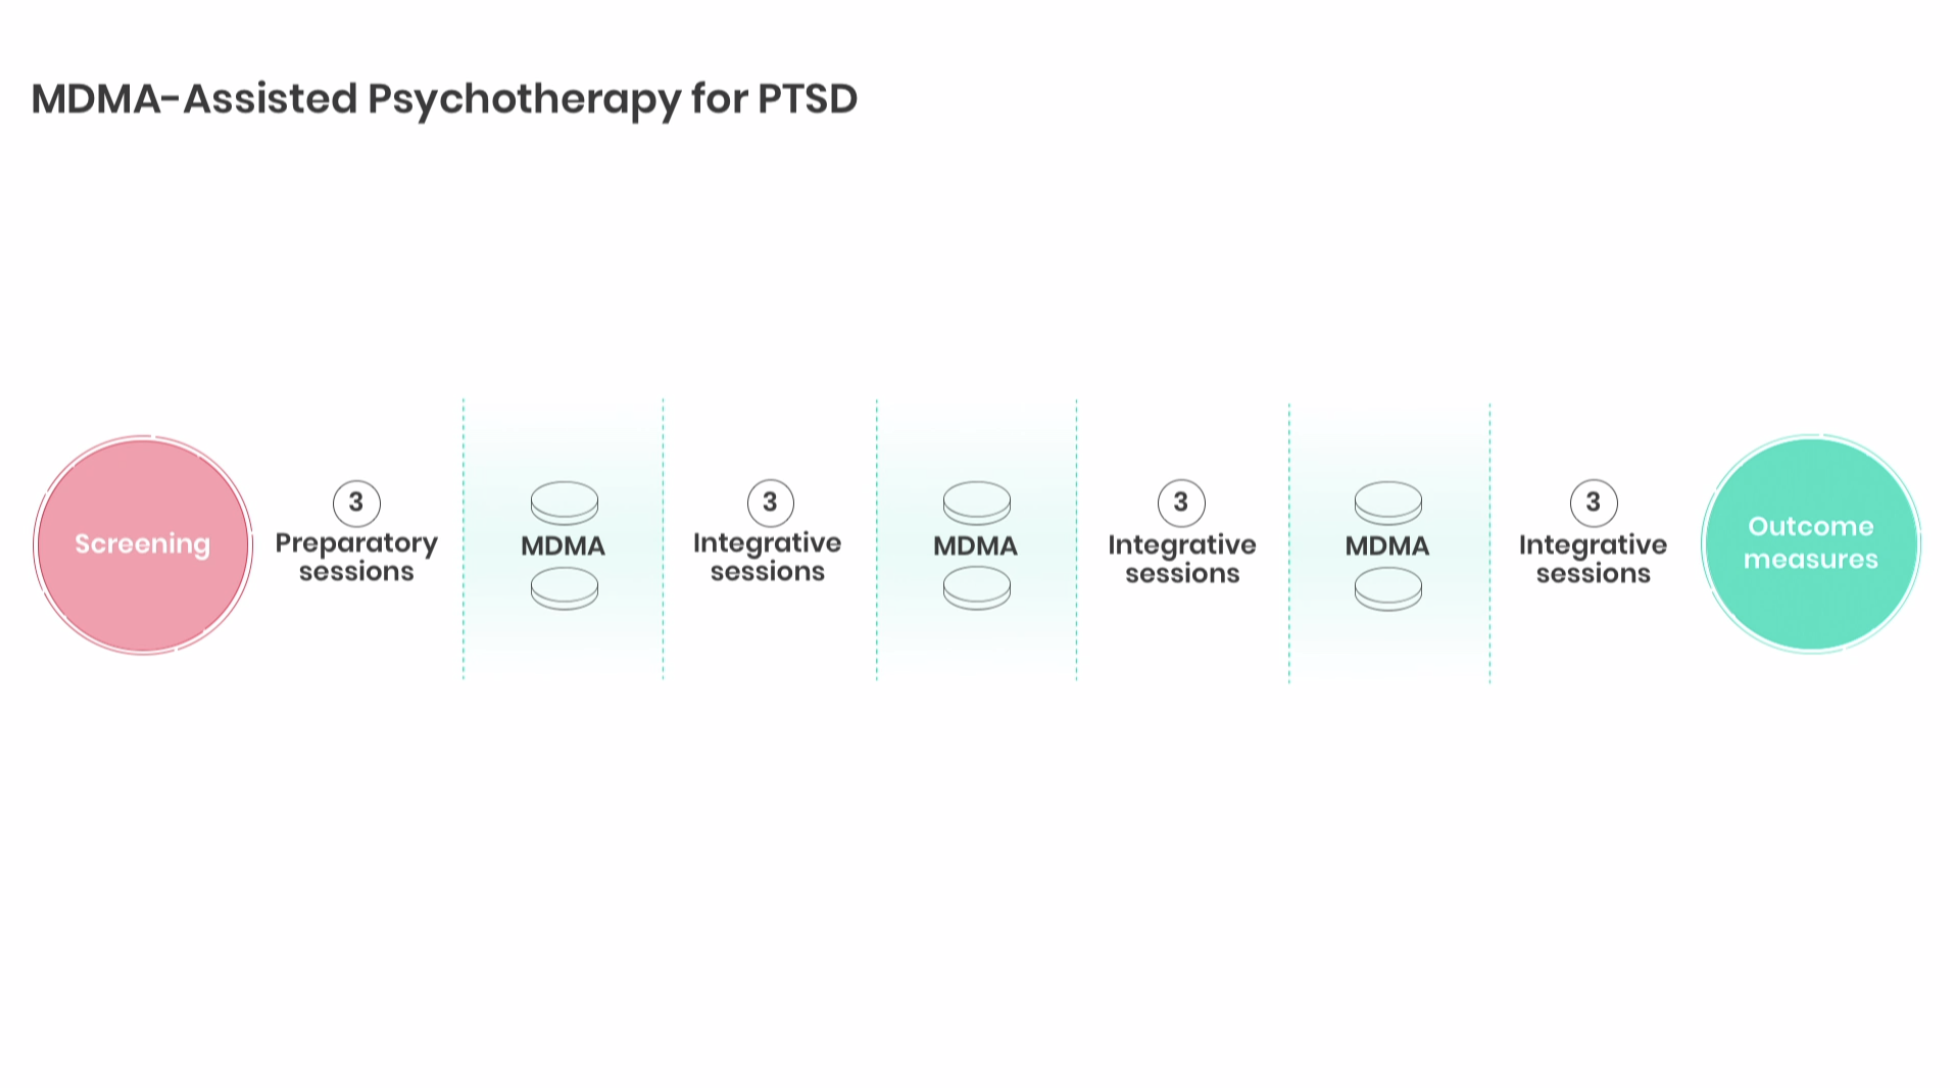 MDMA-Assisted Psychotherapy for PTSD
Screening
3
Preparatory
sessions
MDMA
3
Integrative
sessions
MDMA
3
Integrative
sessions
MDMA
3
Integrative
sessions
Outcome
measures